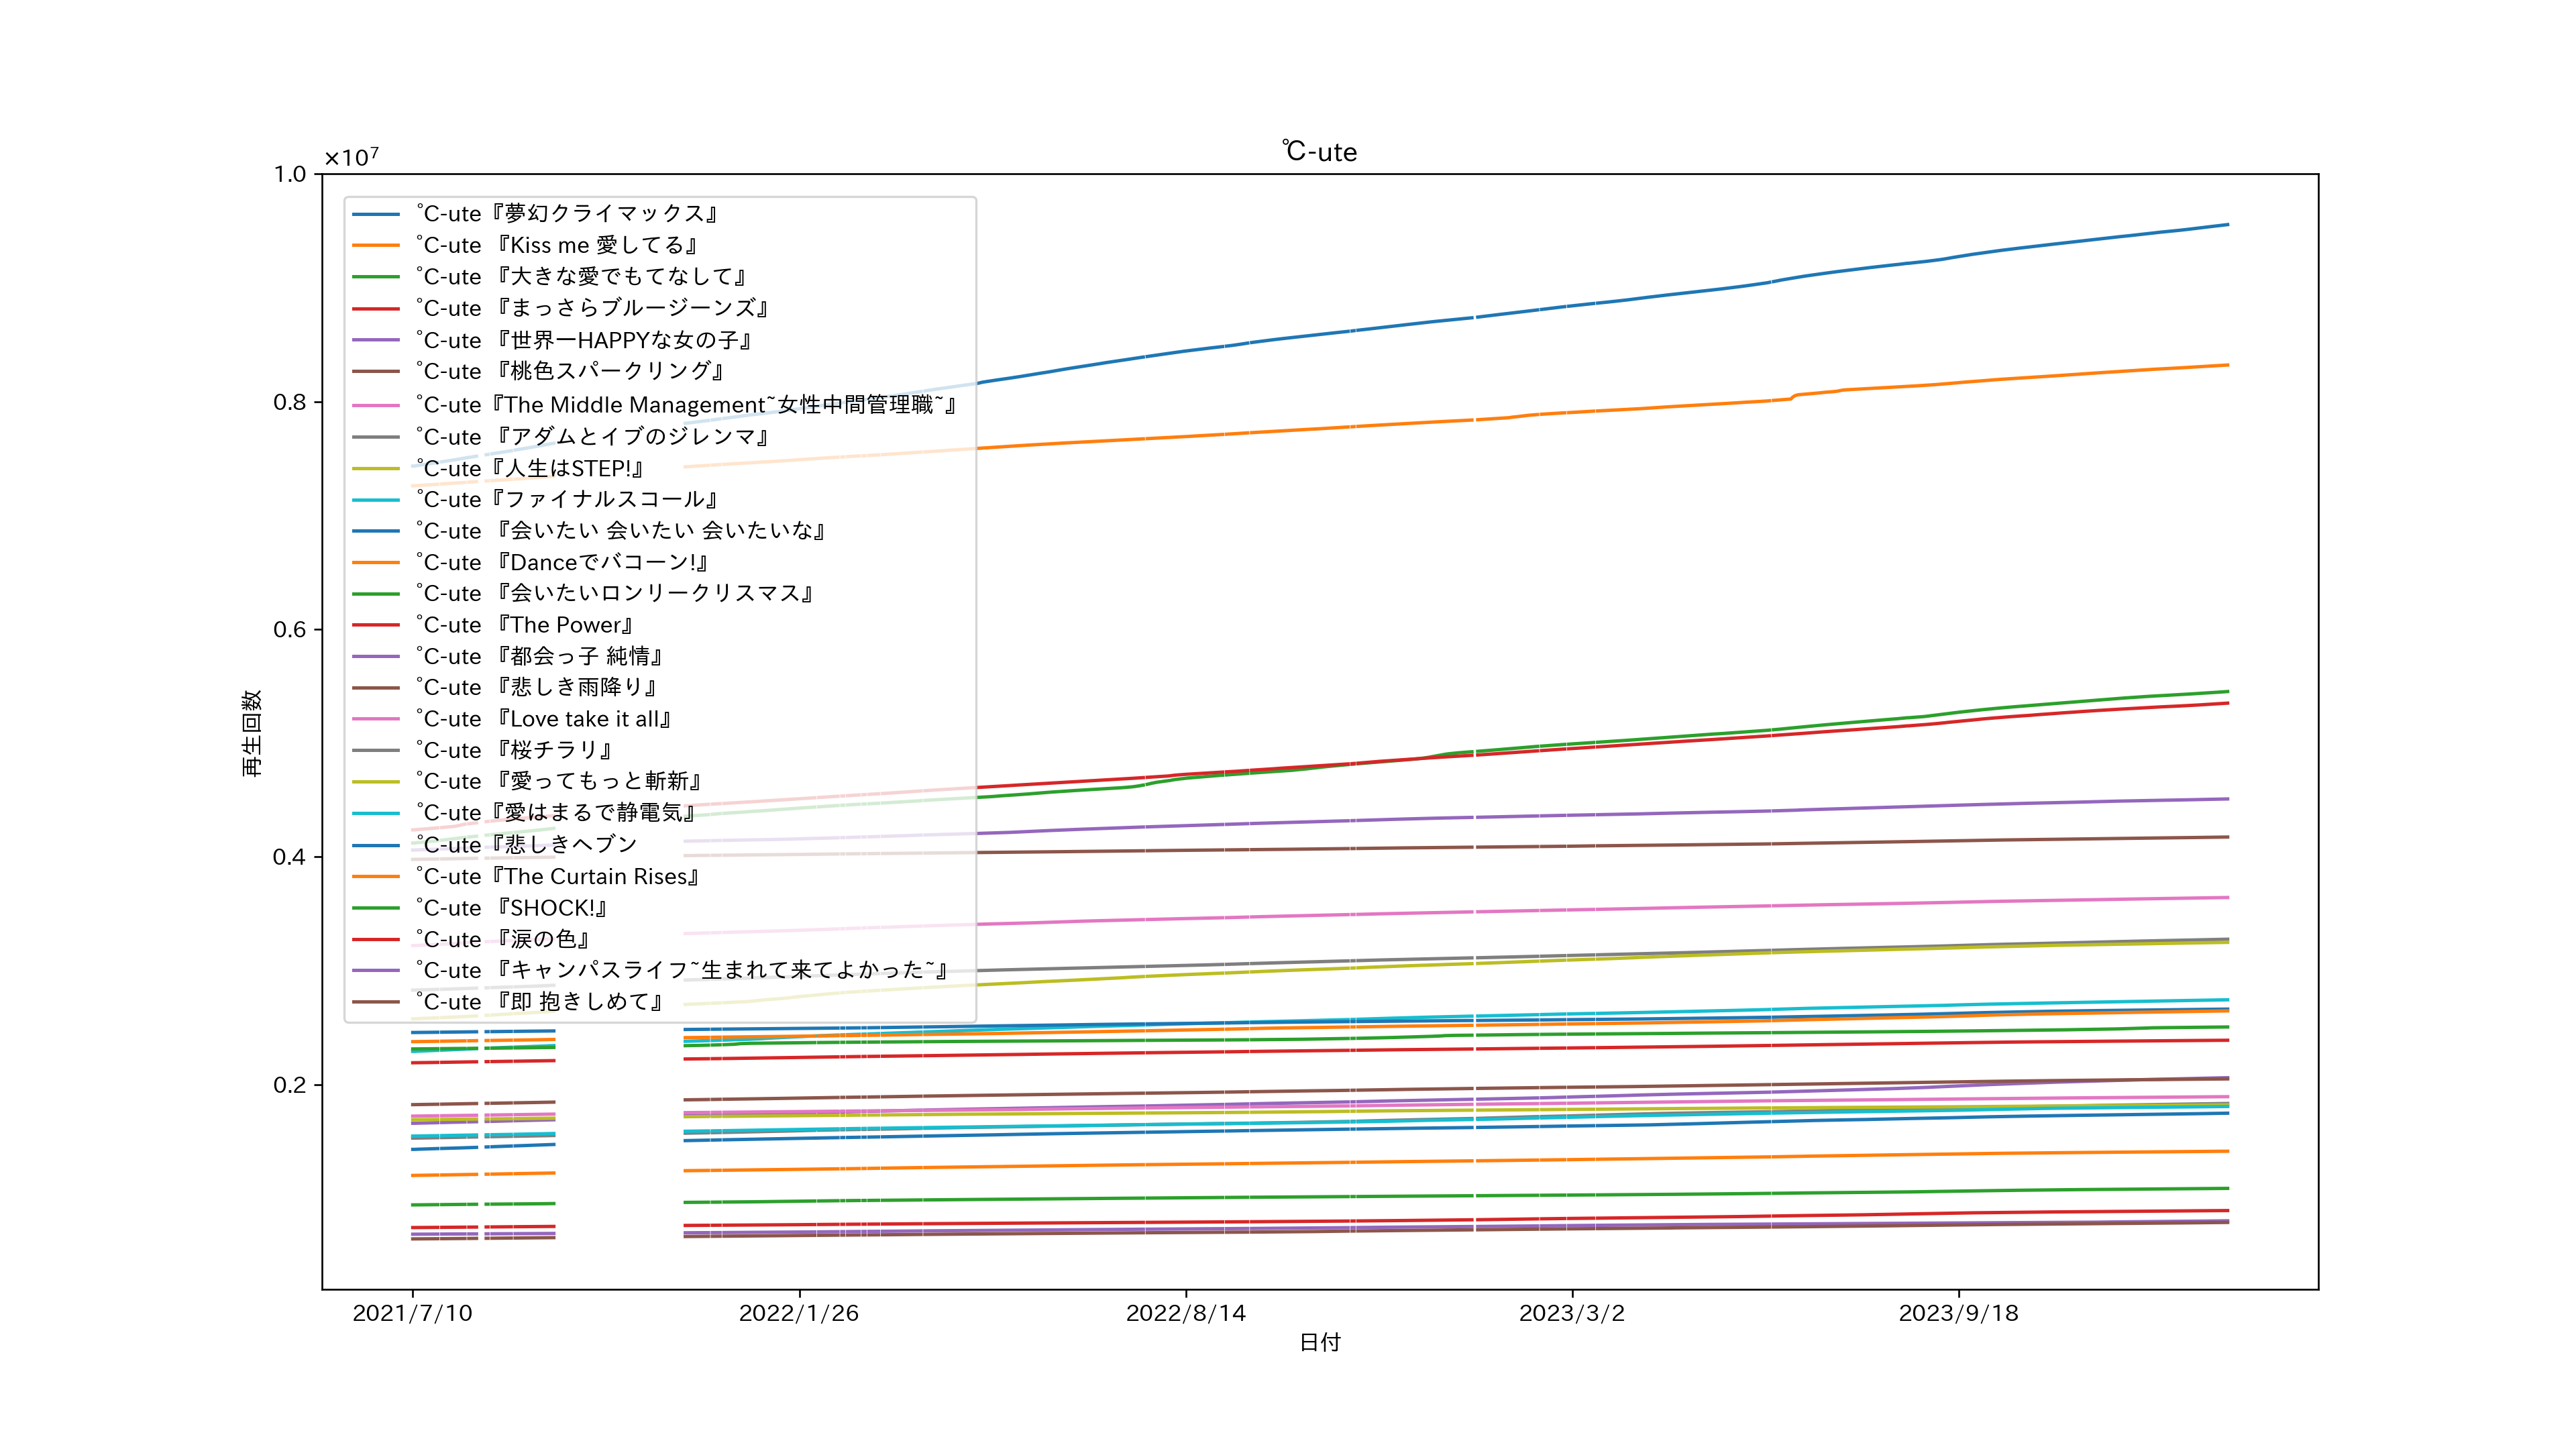 ℃-ute
×10⁷
1.0
0.8
0.6
0.4
0.2
再生回数
°C-ute『夢幻クライマックス』
°C-ute 『Kiss me 愛してる』
°C-ute 『大きな愛でもてなして』
°C-ute 『まっさらブルージーンズ』
°C-ute 『世界一HAPPYな女の子』
°C-ute 『桃色スパークリング』
°C-ute『The Middle Management~女性中間管理職~』
°C-ute 『アダムとイブのジレンマ』
°C-ute『人生はSTEP!』
°C-ute『ファイナルスコール』
°C-ute 『会いたい 会いたい 会いたいな』
°C-ute 『Danceでバコーン!』
°C-ute 『会いたいロンリークリスマス』
°C-ute 『The Power』
°C-ute 『都会っ子 純情』
°C-ute 『悲しき雨降り』
°C-ute 『Love take it all』
°C-ute 『桜チラリ』
°C-ute 『愛ってもっと斬新』
°C-ute『愛はまるで静電気』
°C-ute『悲しきヘブン
°C-ute『The Curtain Rises』
°C-ute 『SHOCK!』
°C-ute 『涙の色』
°C-ute 『キャンパスライフ~生まれて来てよかった~』
°C-ute 『即 抱きしめて』
2021/7/10
2022/1/26
2022/8/14
2023/3/2
2023/9/18
日付